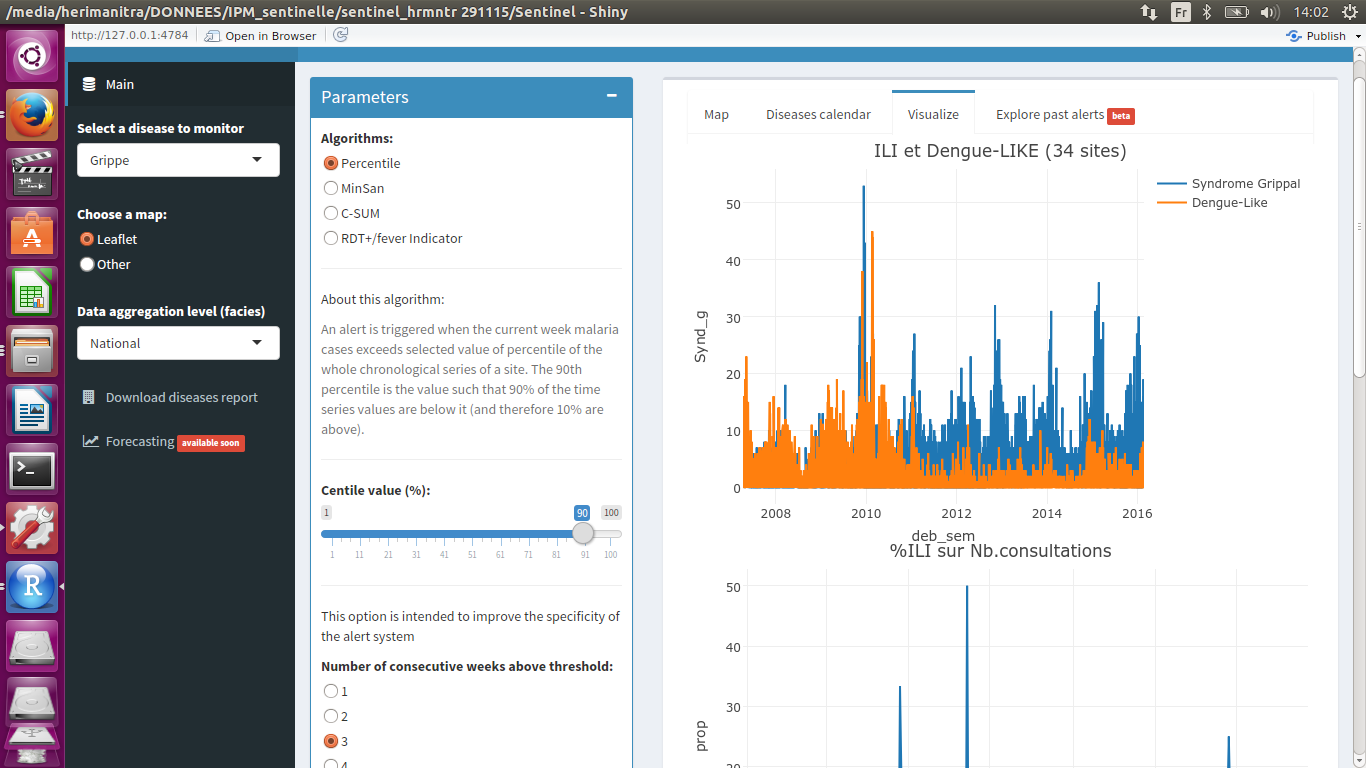 /media/herimanitra/DONNEES/IPM_sentinelle/sentinel_hrmntr 291115/Sentinel - Shiny
Fr
14:02
http://127.0.0.1:4784
Open in Browser
Publish
Main
Select a disease to monitor
Grippe
Choose a map:
Leaflet
Other
Data aggregation level (facies)
National
Download diseases report
Forecasting available soon
Parameters
Algorithms:
Percentile
MinSan
C-SUM
RDT+/fever Indicator
About this algorithm:
An alert is triggered when the current week malaria
cases exceeds selected value of percentile of the
whole chronological series of a site. The 90th
percentile is the value such that 90% of the time
series values are below it (and therefore 10% are
above).
Centile value (%):
1 90 100
1 11 21 31 41 51 61 71 81 91 100
This option is intended to improve the specificity of
the alert system
Number of consecutive weeks above threshold:
1
2
3
4
Map Diseases calendar Visualize Explore past alerts beta
ILI et Dengue-LIKE (34 sites)
Syndrome Grippal
Dengue-Like
50
40
30
20
10
0
Synd_g
2008 2010 2012 2014 2016
deb_sem
%ILI sur Nb.consultations
50
40
30
20
prop